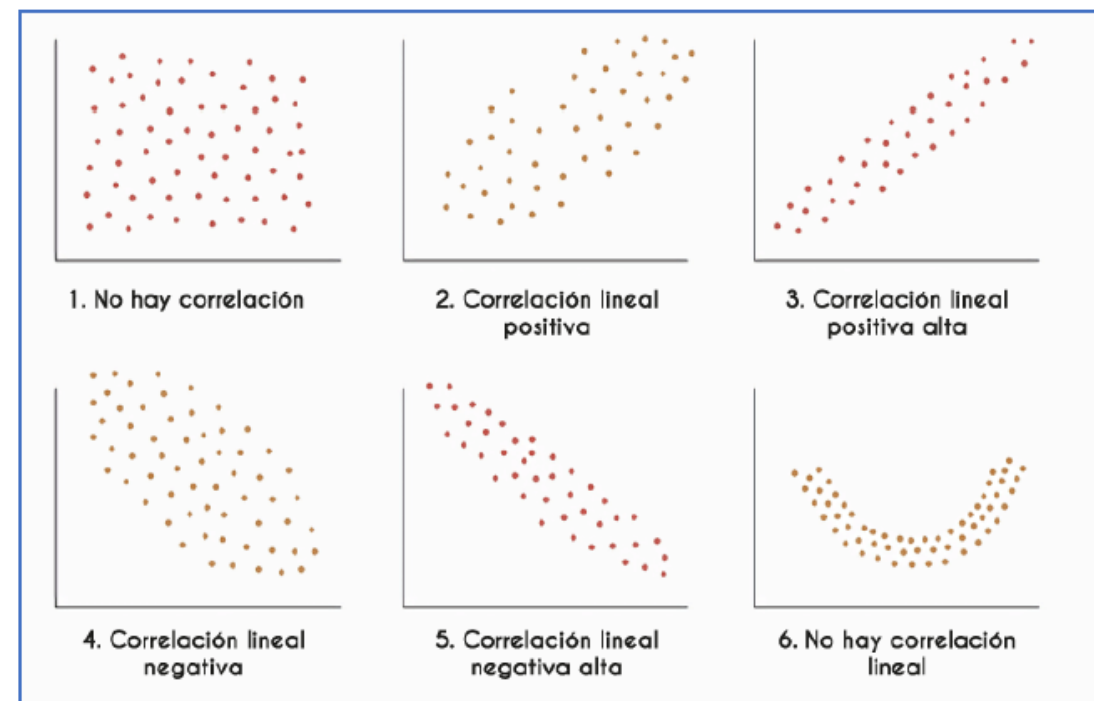 1. No hay correlación
2. Correlación lineal
positiva
3. Correlación lineal
positiva alta
4. Correlación lineal
negativa
5. Correlación lineal
negativa alta
6. No hay correlación
lineal